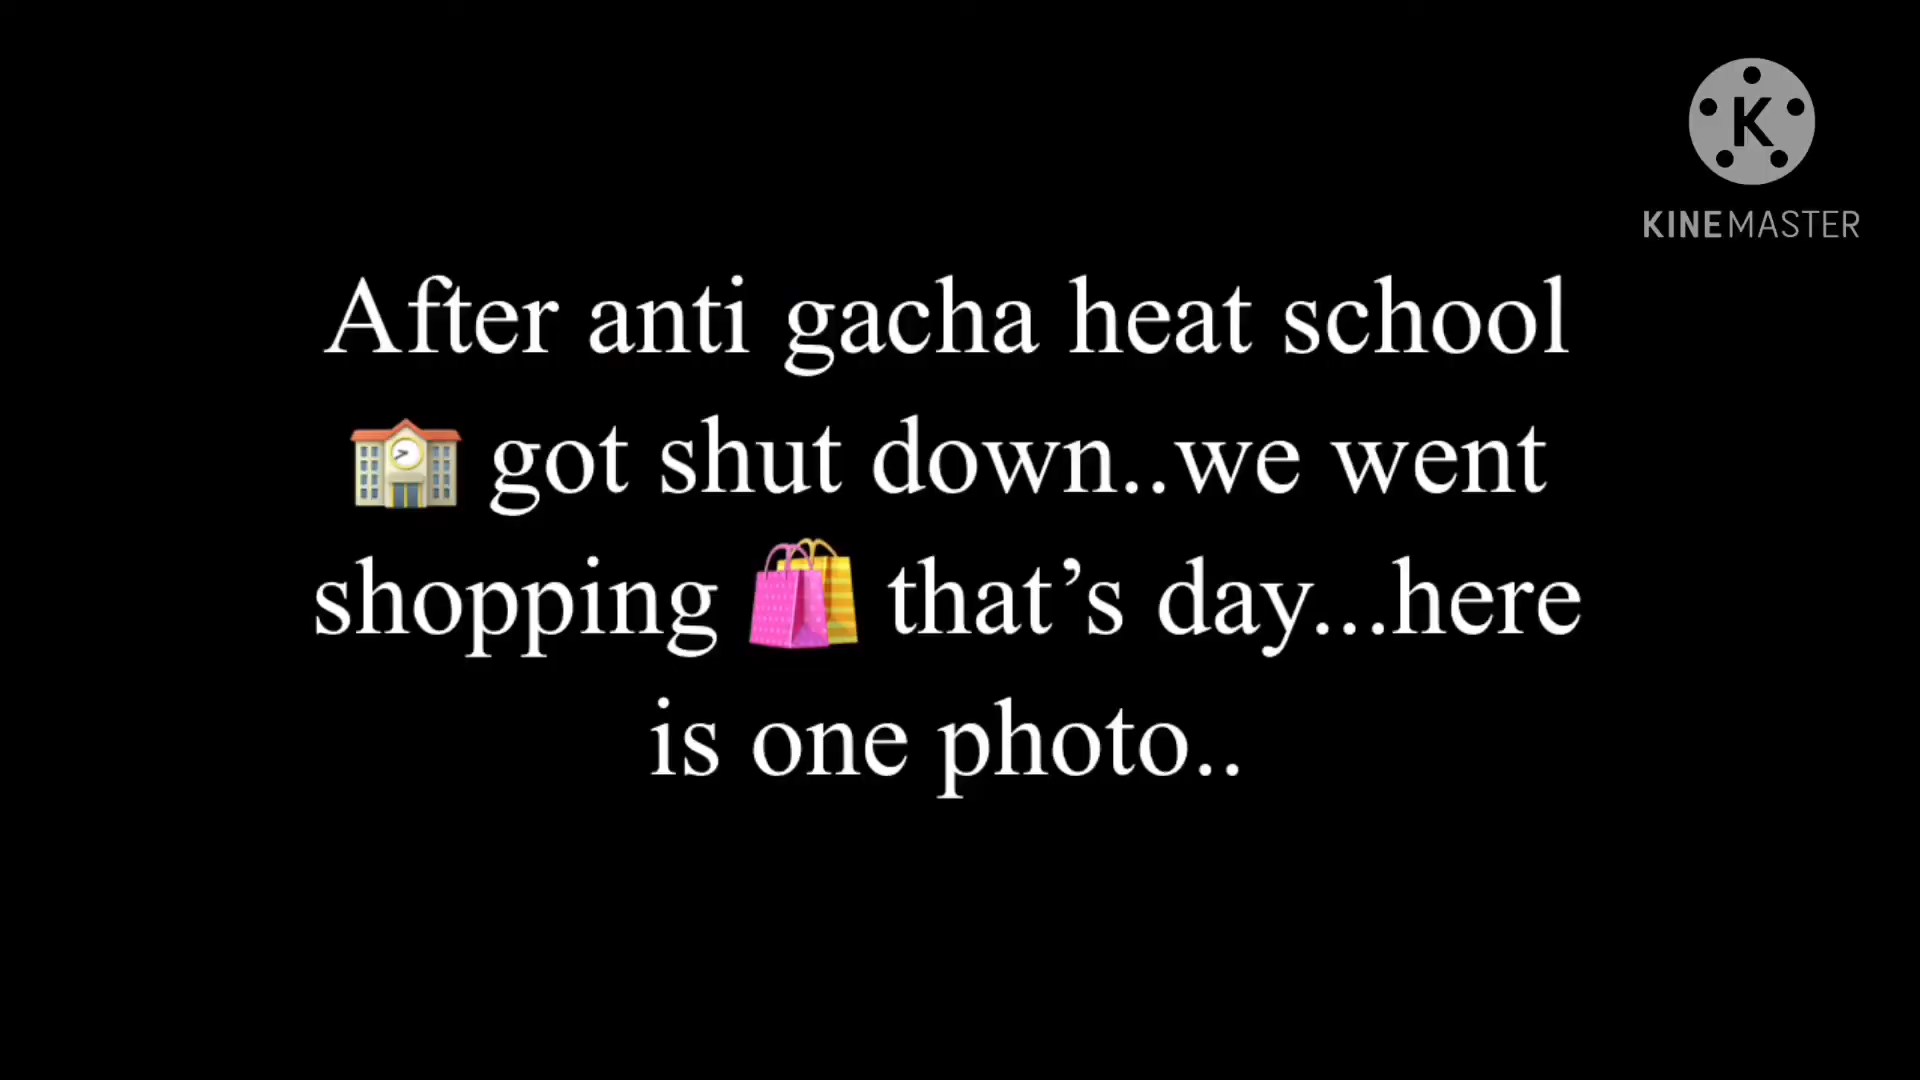 K
KINEMASTER
After anti gacha heat school
🏫 got shut down..we went
shopping 🛍️ that’s day...here
is one photo..